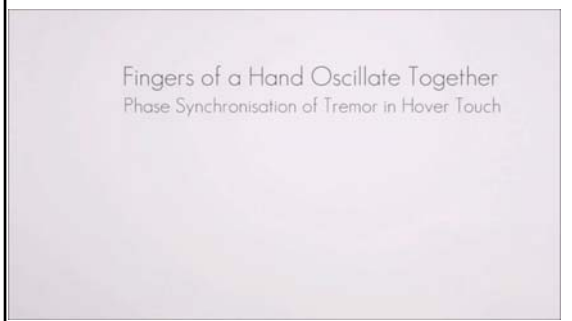 Fingers of a Hand Oscillate Together
Phase Synchronisation of Tremor in Hover Touch